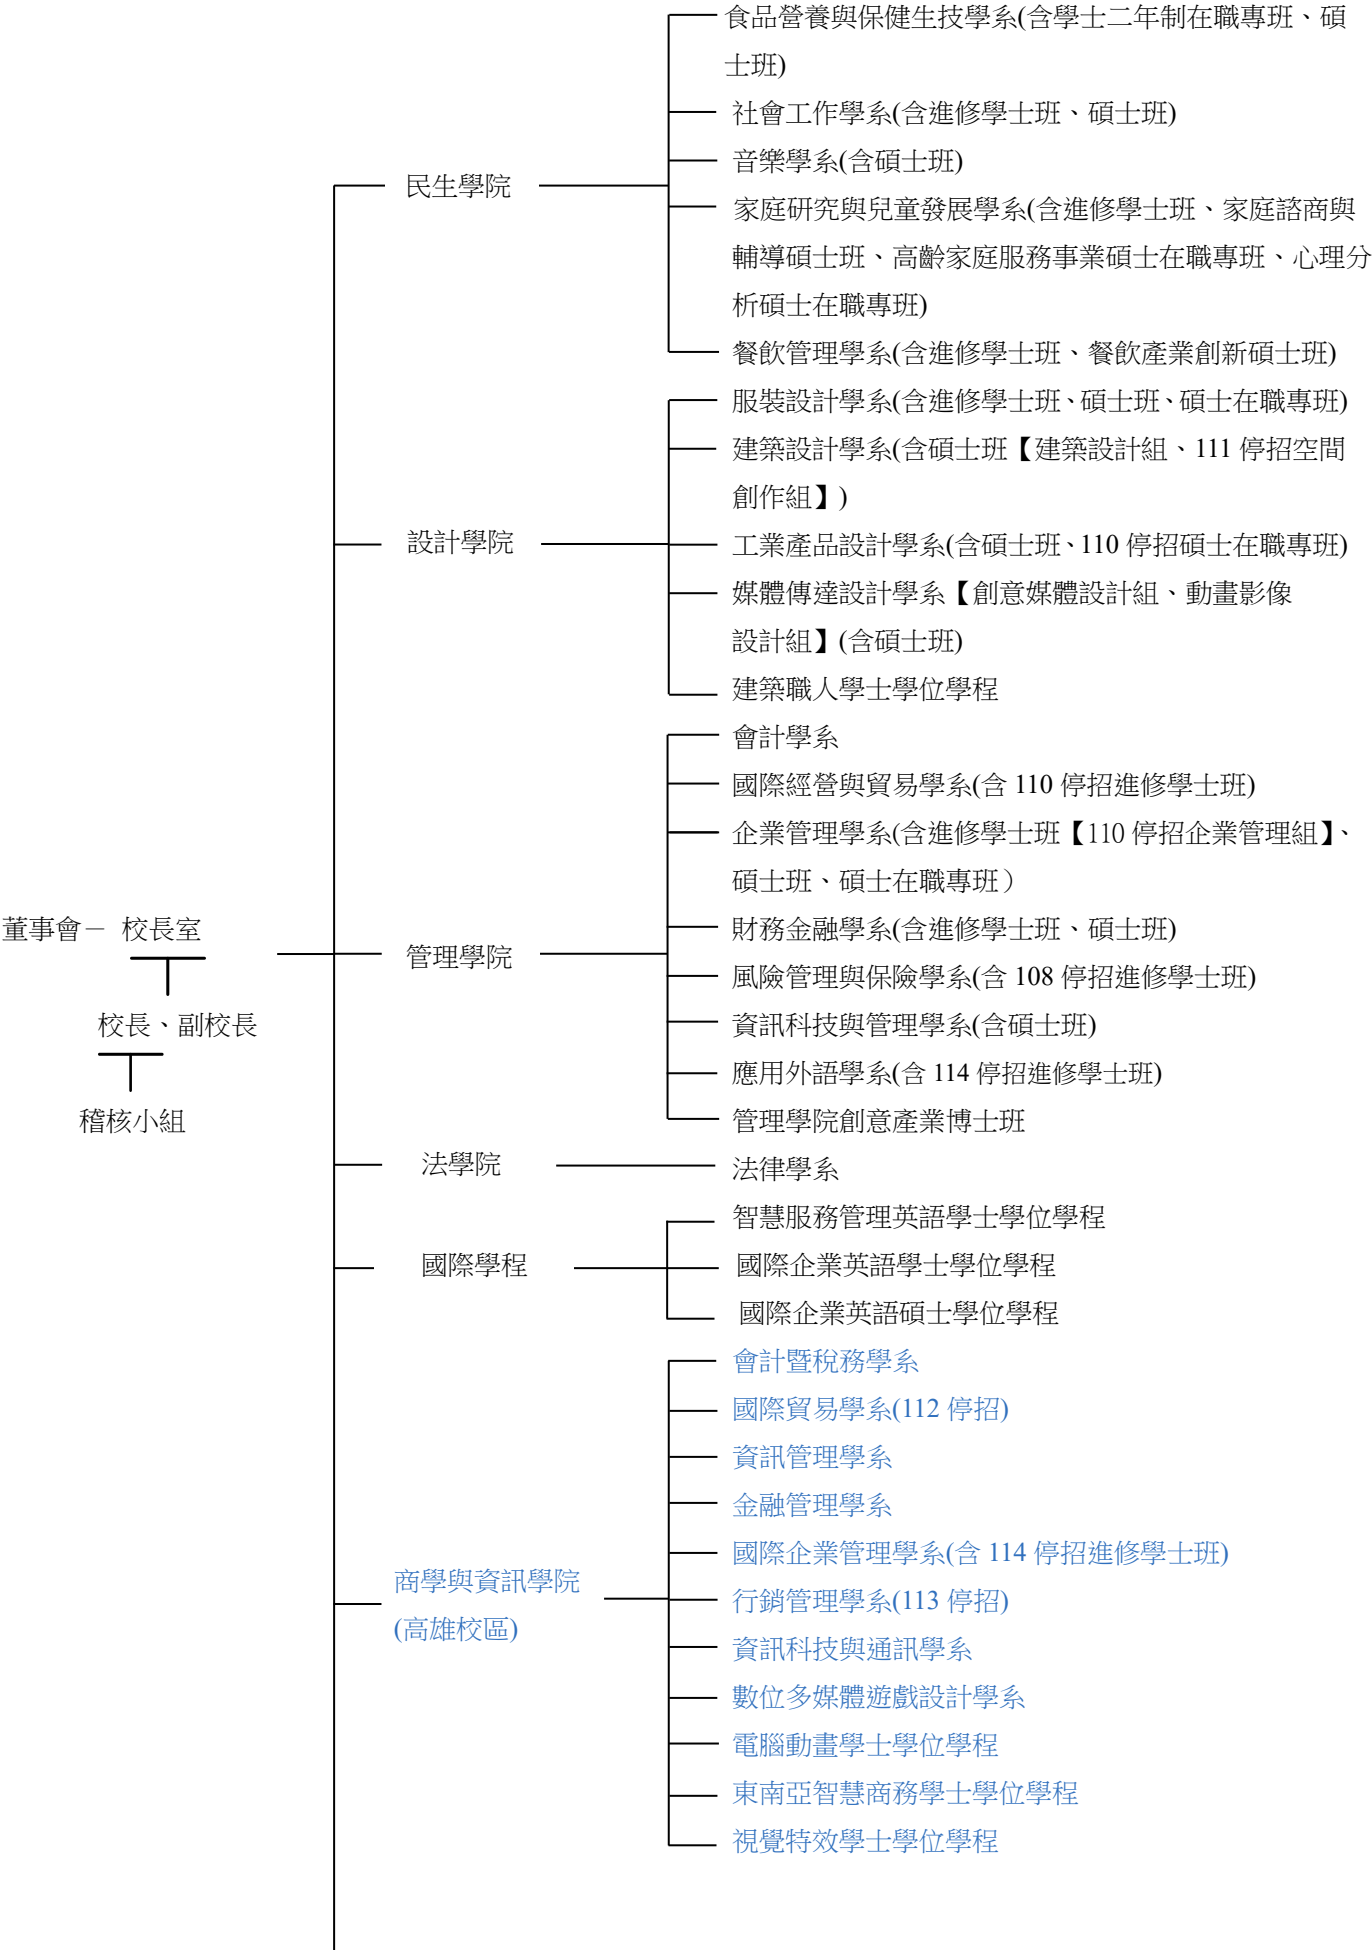 食品營養與保健生技學系(含學士二年制在職專班、碩
士班)
社會工作學系(含進修學士班、碩士班)
音樂學系(含碩士班)
民生學院
家庭研究與兒童發展學系(含進修學士班、家庭諮商與
輔導碩士班、高齡家庭服務事業碩士在職專班、心理分
析碩士在職專班)
餐飲管理學系(含進修學士班、餐飲產業創新碩士班)
服裝設計學系(含進修學士班、碩士班、碩士在職專班)
建築設計學系(含碩士班【建築設計組、111 停招空間
創作組】)
設計學院
工業產品設計學系(含碩士班、110 停招碩士在職專班)
媒體傳達設計學系【創意媒體設計組、動畫影像
設計組】(含碩士班)
建築職人學士學位學程
會計學系
國際經營與貿易學系(含 110 停招進修學士班)
企業管理學系(含進修學士班【110 停招企業管理組】、
碩士班、碩士在職專班）
董事會－ 校長室
財務金融學系(含進修學士班、碩士班)
管理學院
風險管理與保險學系(含 108 停招進修學士班)
校長、副校長
資訊科技與管理學系(含碩士班)
應用外語學系(含 114 停招進修學士班)
稽核小組
管理學院創意產業博士班
法學院
法律學系
智慧服務管理英語學士學位學程
國際學程
國際企業英語學士學位學程
國際企業英語碩士學位學程
會計暨稅務學系
國際貿易學系(112 停招)
資訊管理學系
金融管理學系
國際企業管理學系(含 114 停招進修學士班)
商學與資訊學院
(高雄校區)
行銷管理學系(113 停招)
資訊科技與通訊學系
數位多媒體遊戲設計學系
電腦動畫學士學位學程
東南亞智慧商務學士學位學程
視覺特效學士學位學程